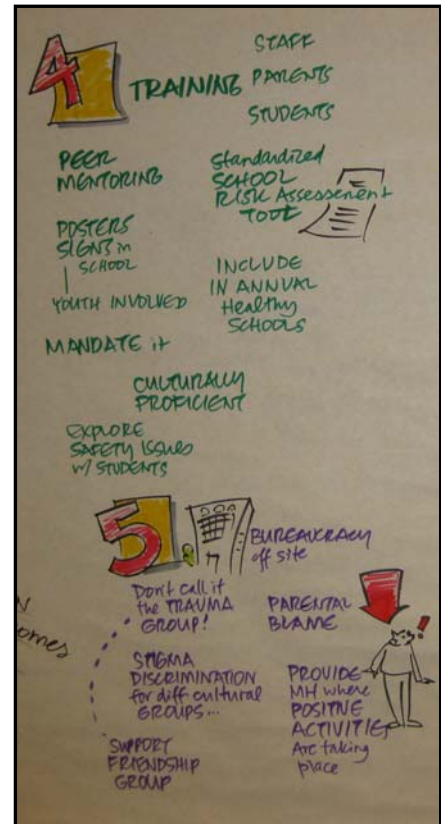 4
TRAINING
STAFF
PARENTS
STUDENTS
PEER
MENTORING
Standardized
SCHOOL
RISK Assessement
TOOL
POSTERS
SIGNS in
SCHOOL
YOUTH INVOLVED
INCLUDE
IN ANNUAL
Healthy
SCHOOLS
MANDATE it
CULTURALLY
PROFICIENT
EXPLORE
SAFETY ISSUES
w/ STUDENTS
5
BUREAUCRACY
off site
Don't call it
the TRAUMA
GROUP!
PARENTAL
BLAME
!
STIGMA
DISCRIMINATION
for diff cultural
GROUPS...
PROVIDE
MH where
POSITIVE
ACTIVITIES
Are taking
place
SUPPORT
FRIENDSHIP
GROUP